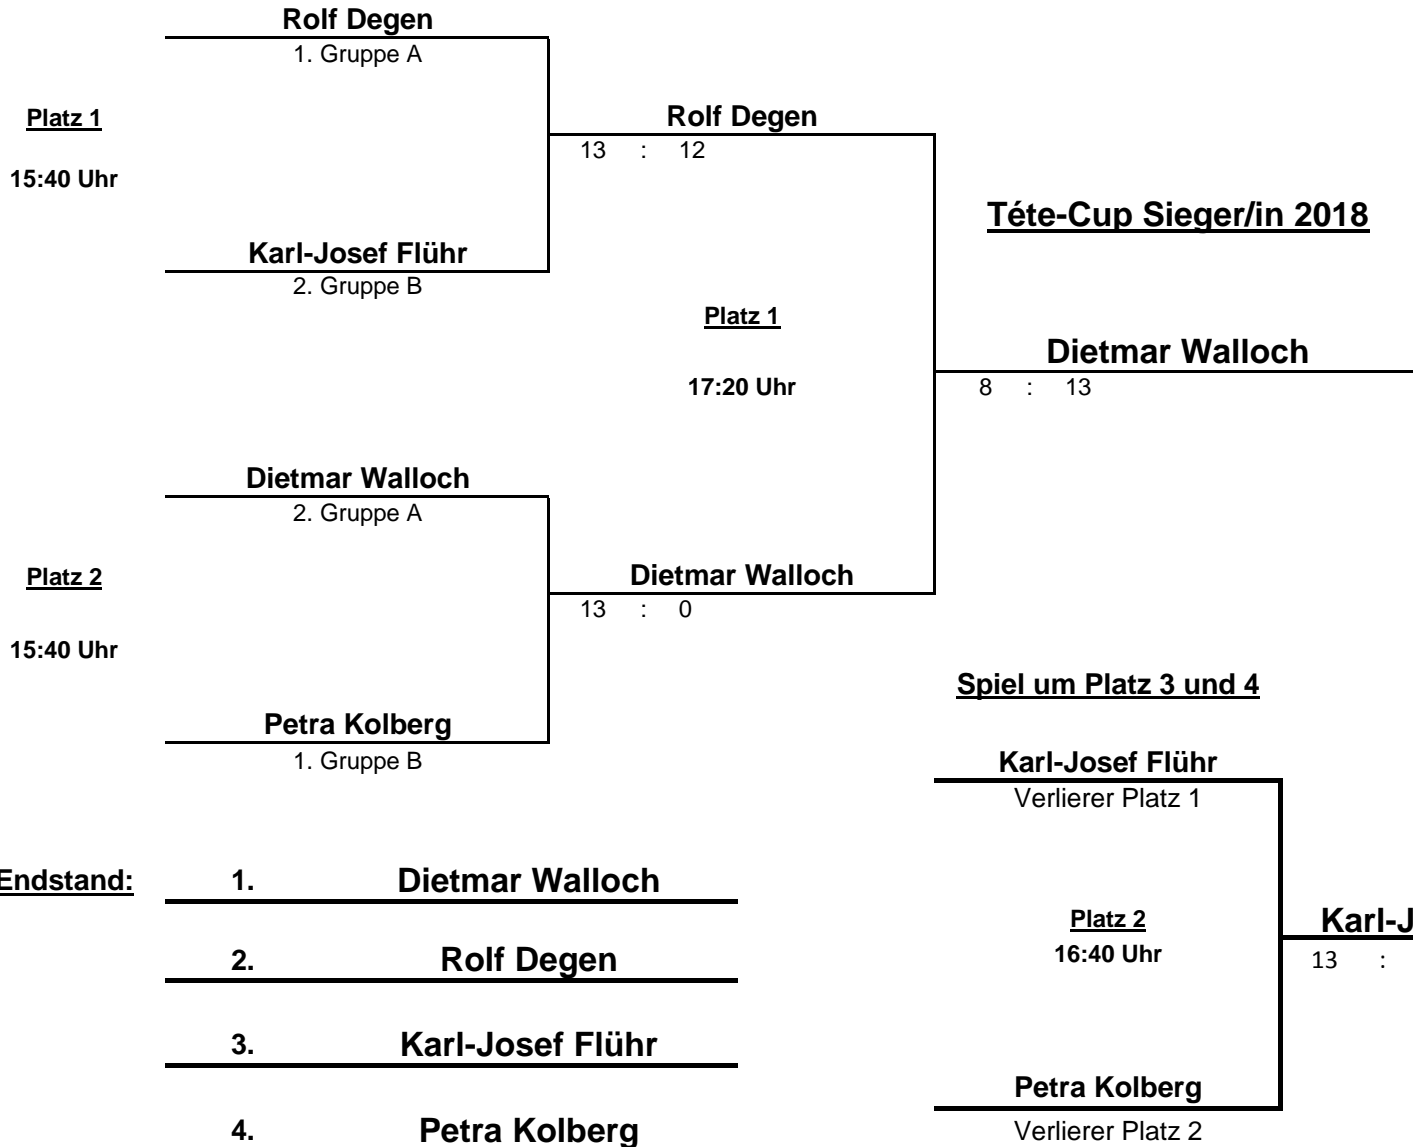 Rolf Degen
1. Gruppe A
Platz 1
Rolf Degen
13 : 12
15:40 Uhr
Téte-Cup Sieger/in 2018
Karl-Josef Flühr
2. Gruppe B
Platz 1
Dietmar Walloch
17:20 Uhr
8 : 13
Dietmar Walloch
2. Gruppe A
Platz 2
Dietmar Walloch
13 : 0
15:40 Uhr
Spiel um Platz 3 und 4
Petra Kolberg
1. Gruppe B
Karl-Josef Flühr
Verlierer Platz 1
Endstand: 1. Dietmar Walloch
Platz 2
Karl-J
16:40 Uhr
13 :
2. Rolf Degen
3. Karl-Josef Flühr
Petra Kolberg
4. Petra Kolberg
Verlierer Platz 2